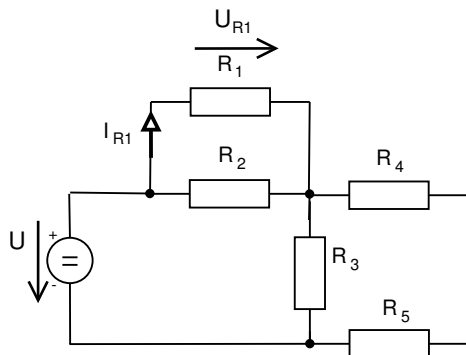 U_R1
R_1
I_R1
R_2
R_4
U
+
=
-
R_3
R_5